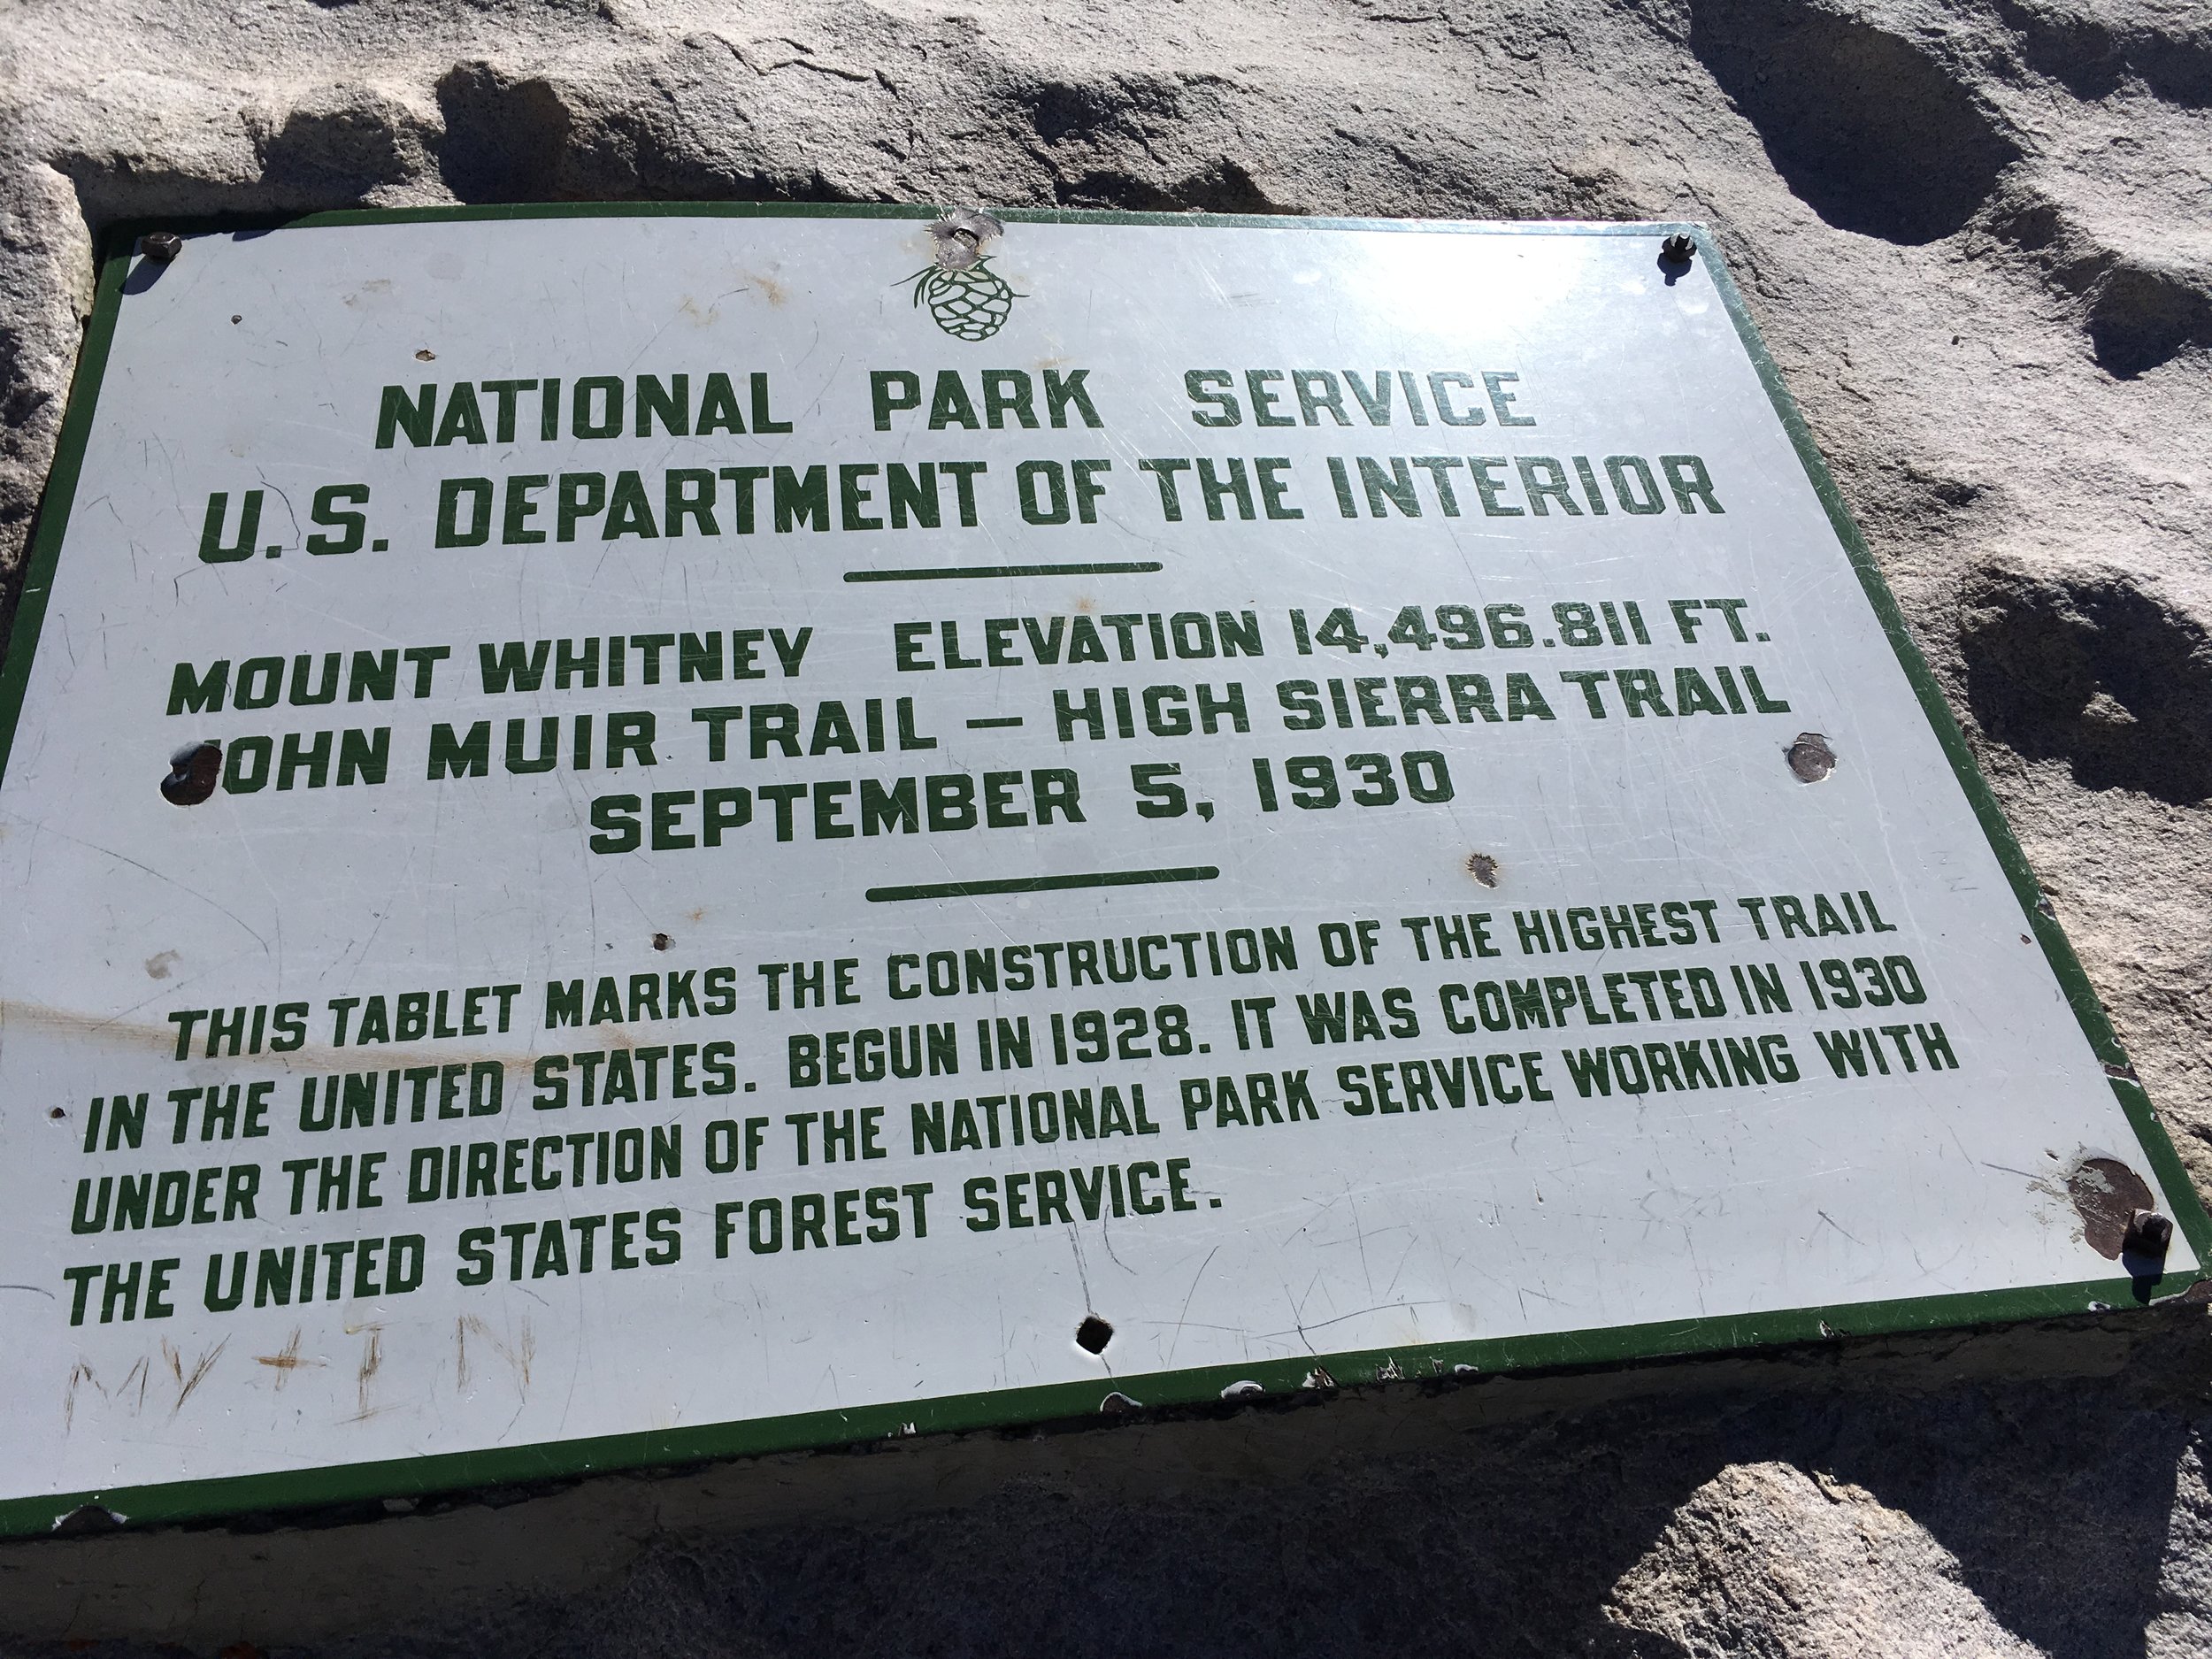 NATIONAL PARK SERVICE
U.S. DEPARTMENT OF THE INTERIOR
MOUNT WHITNEY ELEVATION 14,496.811 FT.
JOHN MUIR TRAIL — HIGH SIERRA TRAIL
SEPTEMBER 5, 1930
THIS TABLET MARKS THE CONSTRUCTION OF THE HIGHEST TRAIL
IN THE UNITED STATES. BEGUN IN 1928. IT WAS COMPLETED IN 1930
UNDER THE DIRECTION OF THE NATIONAL PARK SERVICE WORKING WITH
THE UNITED STATES FOREST SERVICE.
MV + IN